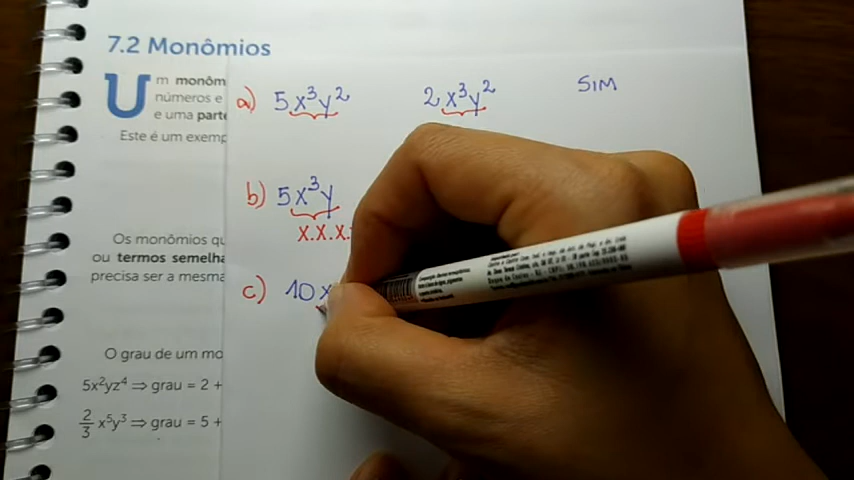 7.2 Monômios
Um monôm
números e
e uma parte
Este é um exemp
a) 5x³y² 2x³y² SIM
b) 5x³y
x.x.x.
Os monômios qu
ou termos semelha
precisa ser a mesma
c) 10x
O grau de um mo
5x²yz⁴ ⇒ grau = 2 +
2/3 x⁵y³ ⇒ grau = 5 +